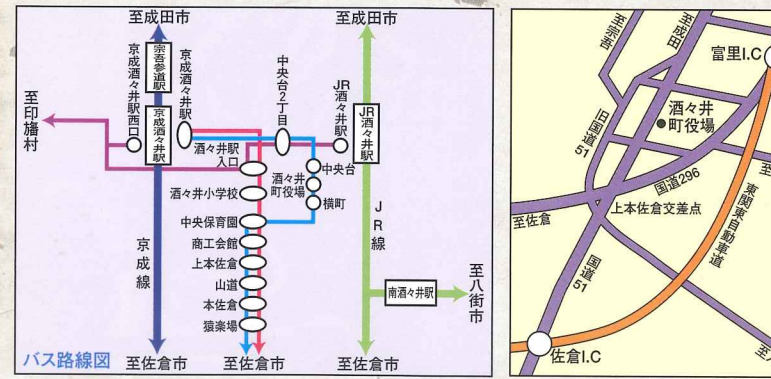 至成田市
至成田市
宗吾参道駅
京成酒々井駅西口
京成酒々井駅
京成酒々井駅
中央台2丁目
JR酒々井駅
JR酒々井駅
至印旛村
酒々井駅入口
酒々井小学校
中央保育園
商工会館
上本佐倉
山道
本佐倉
猿楽場
中央台
酒々井町役場
横町
京成線
JR線
南酒々井駅
至八街市
バス路線図
至佐倉市
至佐倉市
至佐倉市
至宗吾
至成田
富里I.C
酒々井町役場
旧国道51
国道296
至佐倉
上本佐倉交差点
東関東自動車道
国道51
佐倉I.C
至